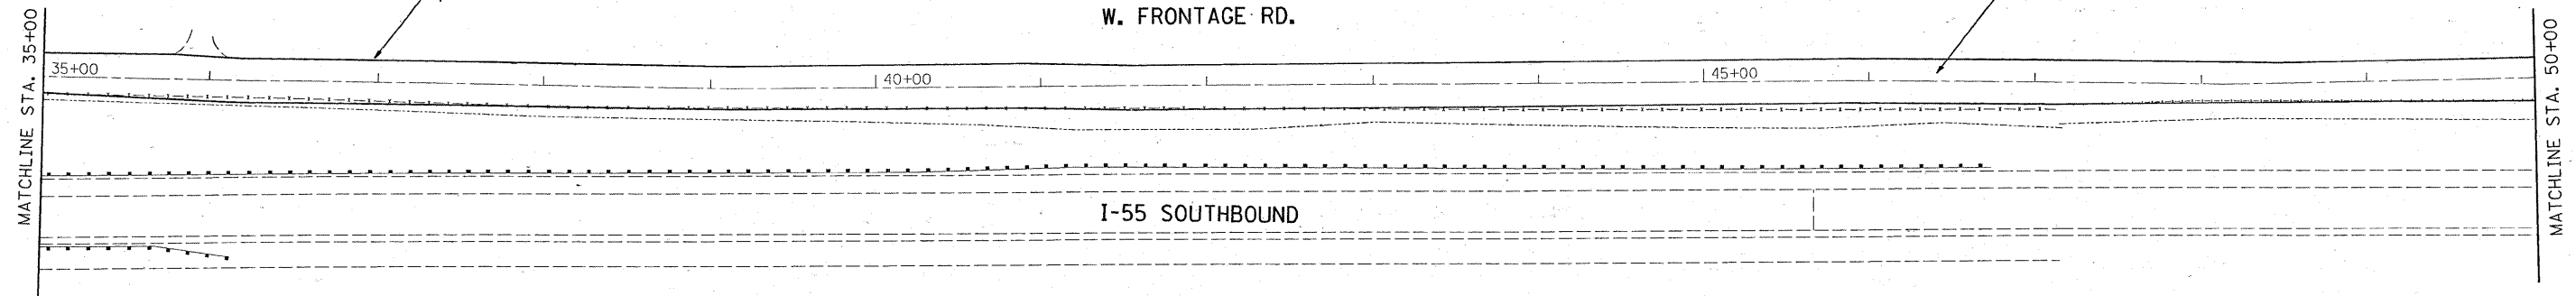 W. FRONTAGE RD.
MATCHLINE STA. 35+00
35+00
40+00
45+00
MATCHLINE STA. 50+00
I-55 SOUTHBOUND